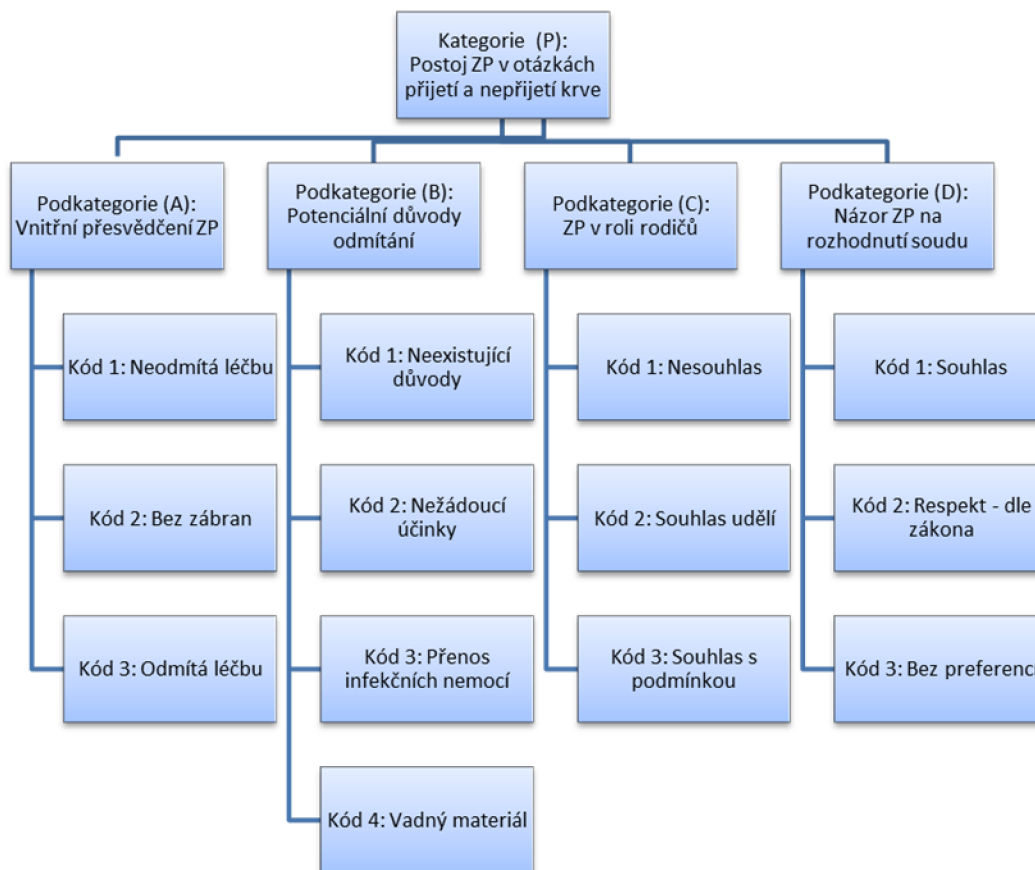 Kategorie (P):
Postoj ZP v otázkách
přijetí a nepřijetí krve
Podkategorie (A):
Vnitřní přesvědčení ZP
Podkategorie (B):
Potenciální důvody
odmítání
Podkategorie (C):
ZP v roli rodičů
Podkategorie (D):
Názor ZP na
rozhodnutí soudu
Kód 1: Neodmítá léčbu
Kód 1: Neexistující
důvody
Kód 1: Nesouhlas
Kód 1: Souhlas
Kód 2: Bez zábran
Kód 2: Nežádoucí
účinky
Kód 2: Souhlas udělí
Kód 2: Respekt - dle
zákona
Kód 3: Odmítá léčbu
Kód 3: Přenos
infekčních nemocí
Kód 3: Souhlas s
podmínkou
Kód 3: Bez preferencí
Kód 4: Vadný materiál